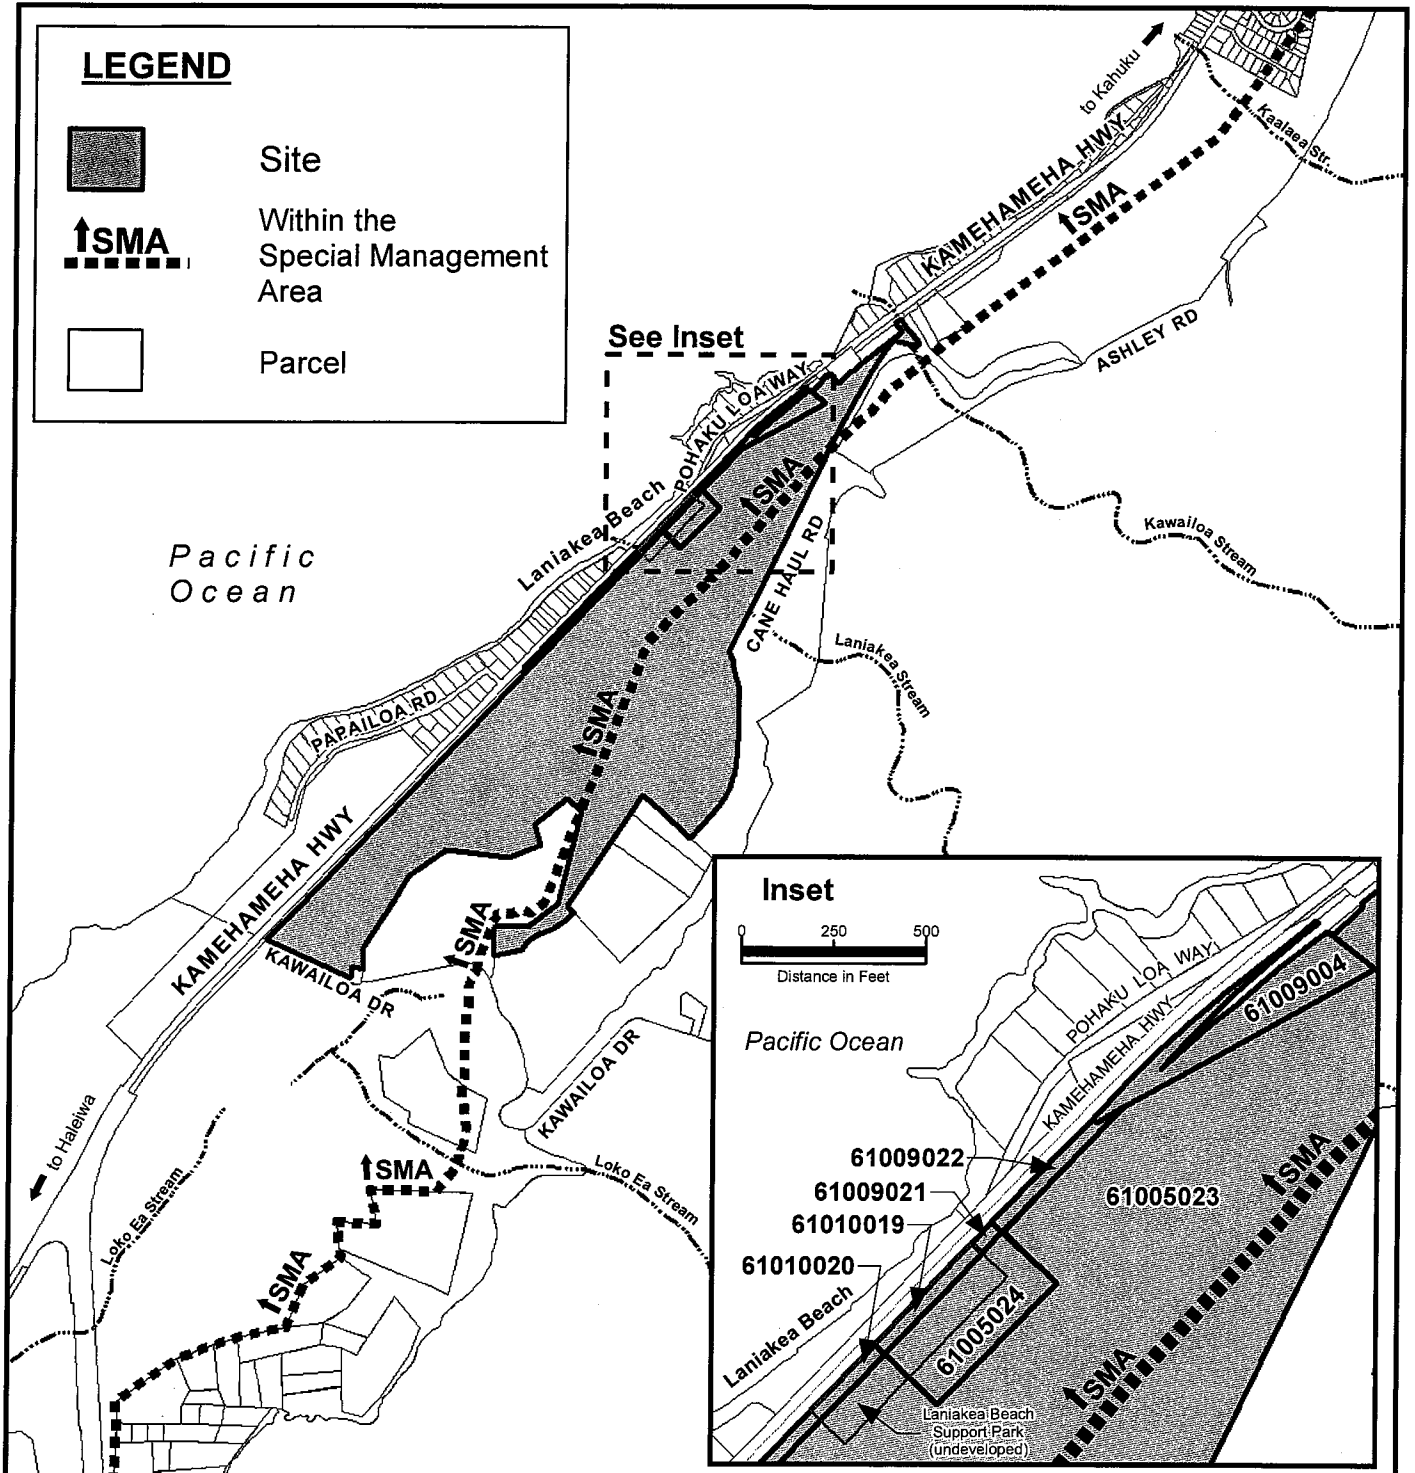 LEGEND
Site
SMA
Within the
Special Management
Area
Parcel
to Kahuku
KAMEHAMEHA HWY
Kaalaea Str.
SMA
See Inset
ASHLEY RD
POHAKU LOA WAY
SMA
Laniakea Beach
Pacific
Ocean
Kawailoa Stream
CANE HAUL RD
Laniakea Stream
SMA
PAPAILOA RD
KAMEHAMEHA HWY
SMA
KAWAILOA DR
KAWAILOA DR
to Haleiwa
Loko Ea Stream
SMA
Loko Ea Stream
SMA
Inset
0 250 500
Distance in Feet
Pacific Ocean
POHAKU LOA WAY
KAMEHAMEHA HWY
61009004
61009022
61009021
61010019
61010020
61005023
SMA
61005024
Laniakea Beach
SMA
Laniakea Beach
Support Park
(undeveloped)